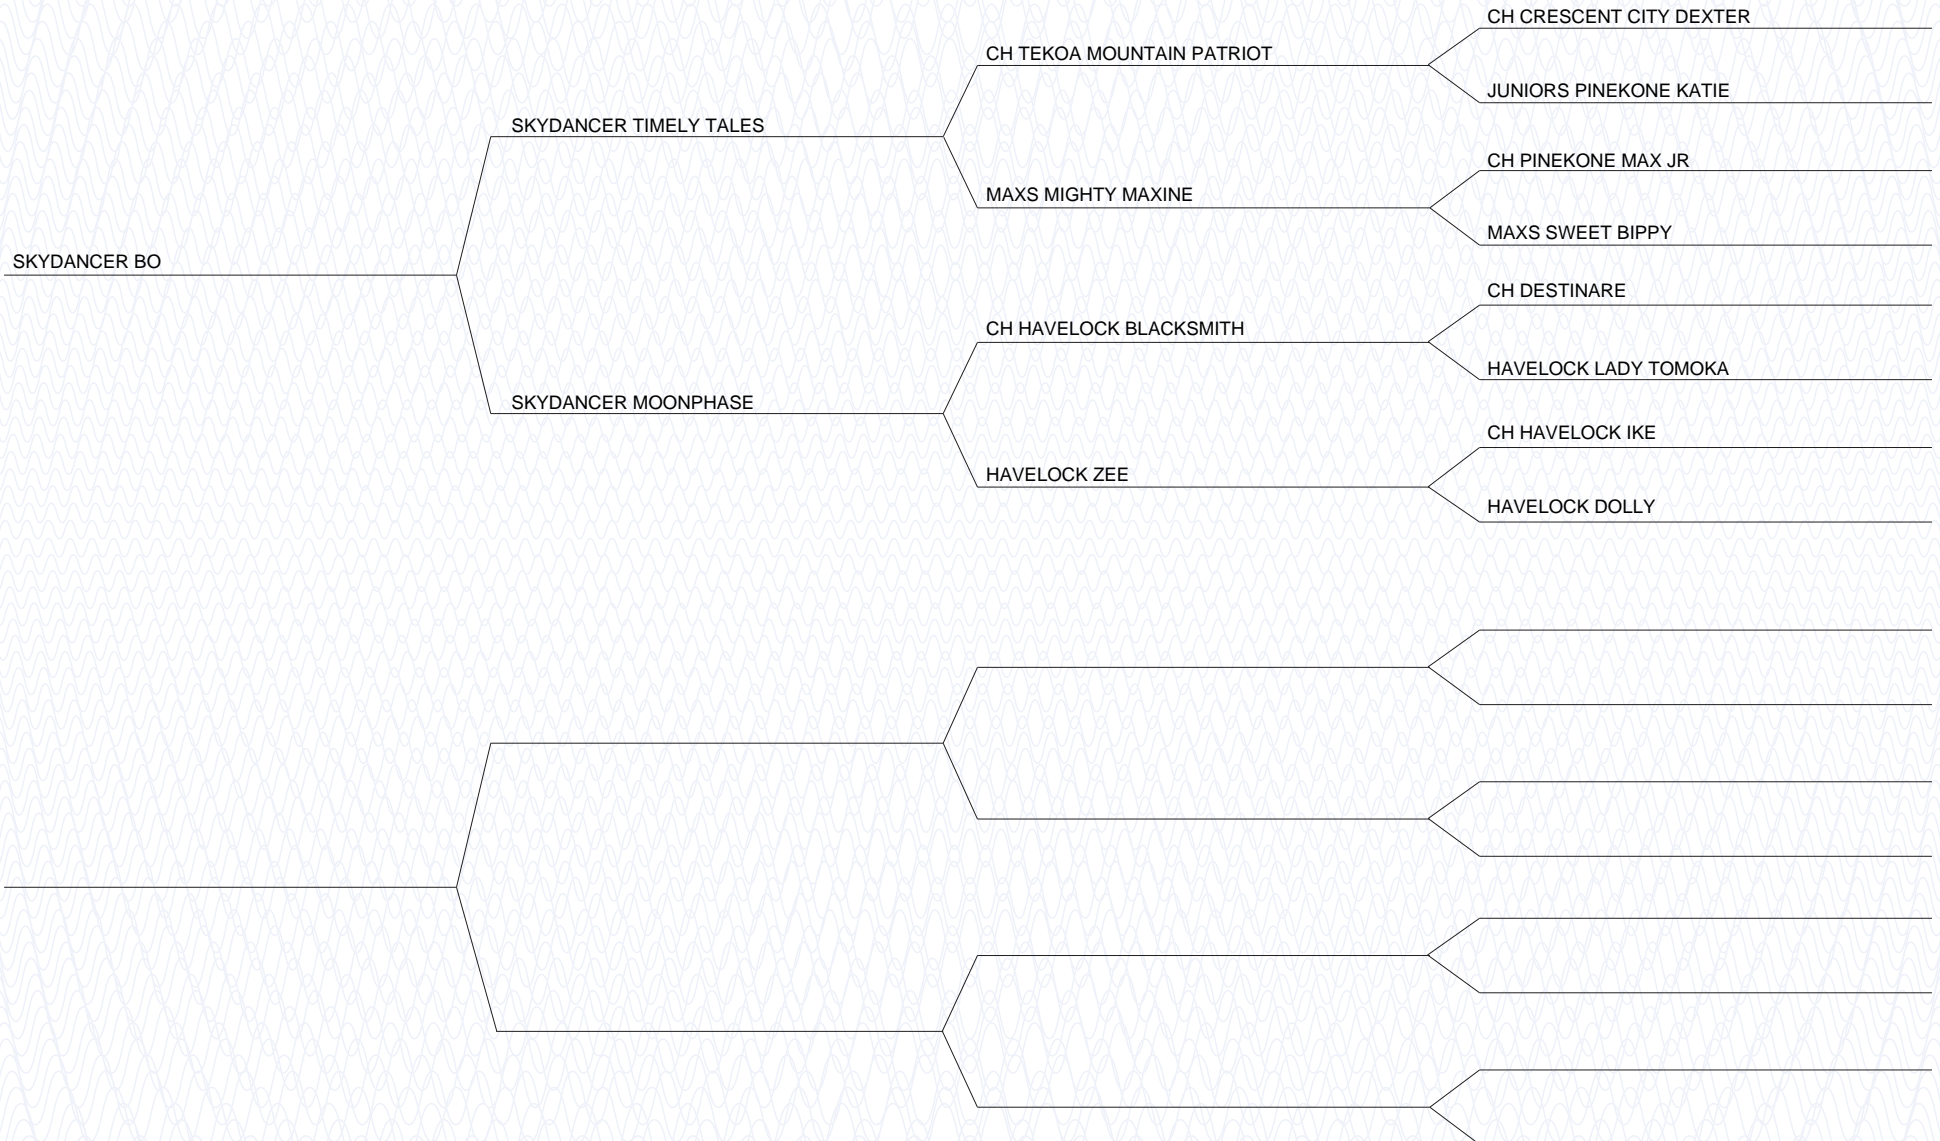 CH CRESCENT CITY DEXTER
CH TEKOA MOUNTAIN PATRIOT
JUNIORS PINEKONE KATIE
SKYDANCER TIMELY TALES
CH PINEKONE MAX JR
MAXS MIGHTY MAXINE
MAXS SWEET BIPPY
SKYDANCER BO
CH DESTINARE
CH HAVELOCK BLACKSMITH
HAVELOCK LADY TOMOKA
SKYDANCER MOONPHASE
CH HAVELOCK IKE
HAVELOCK ZEE
HAVELOCK DOLLY